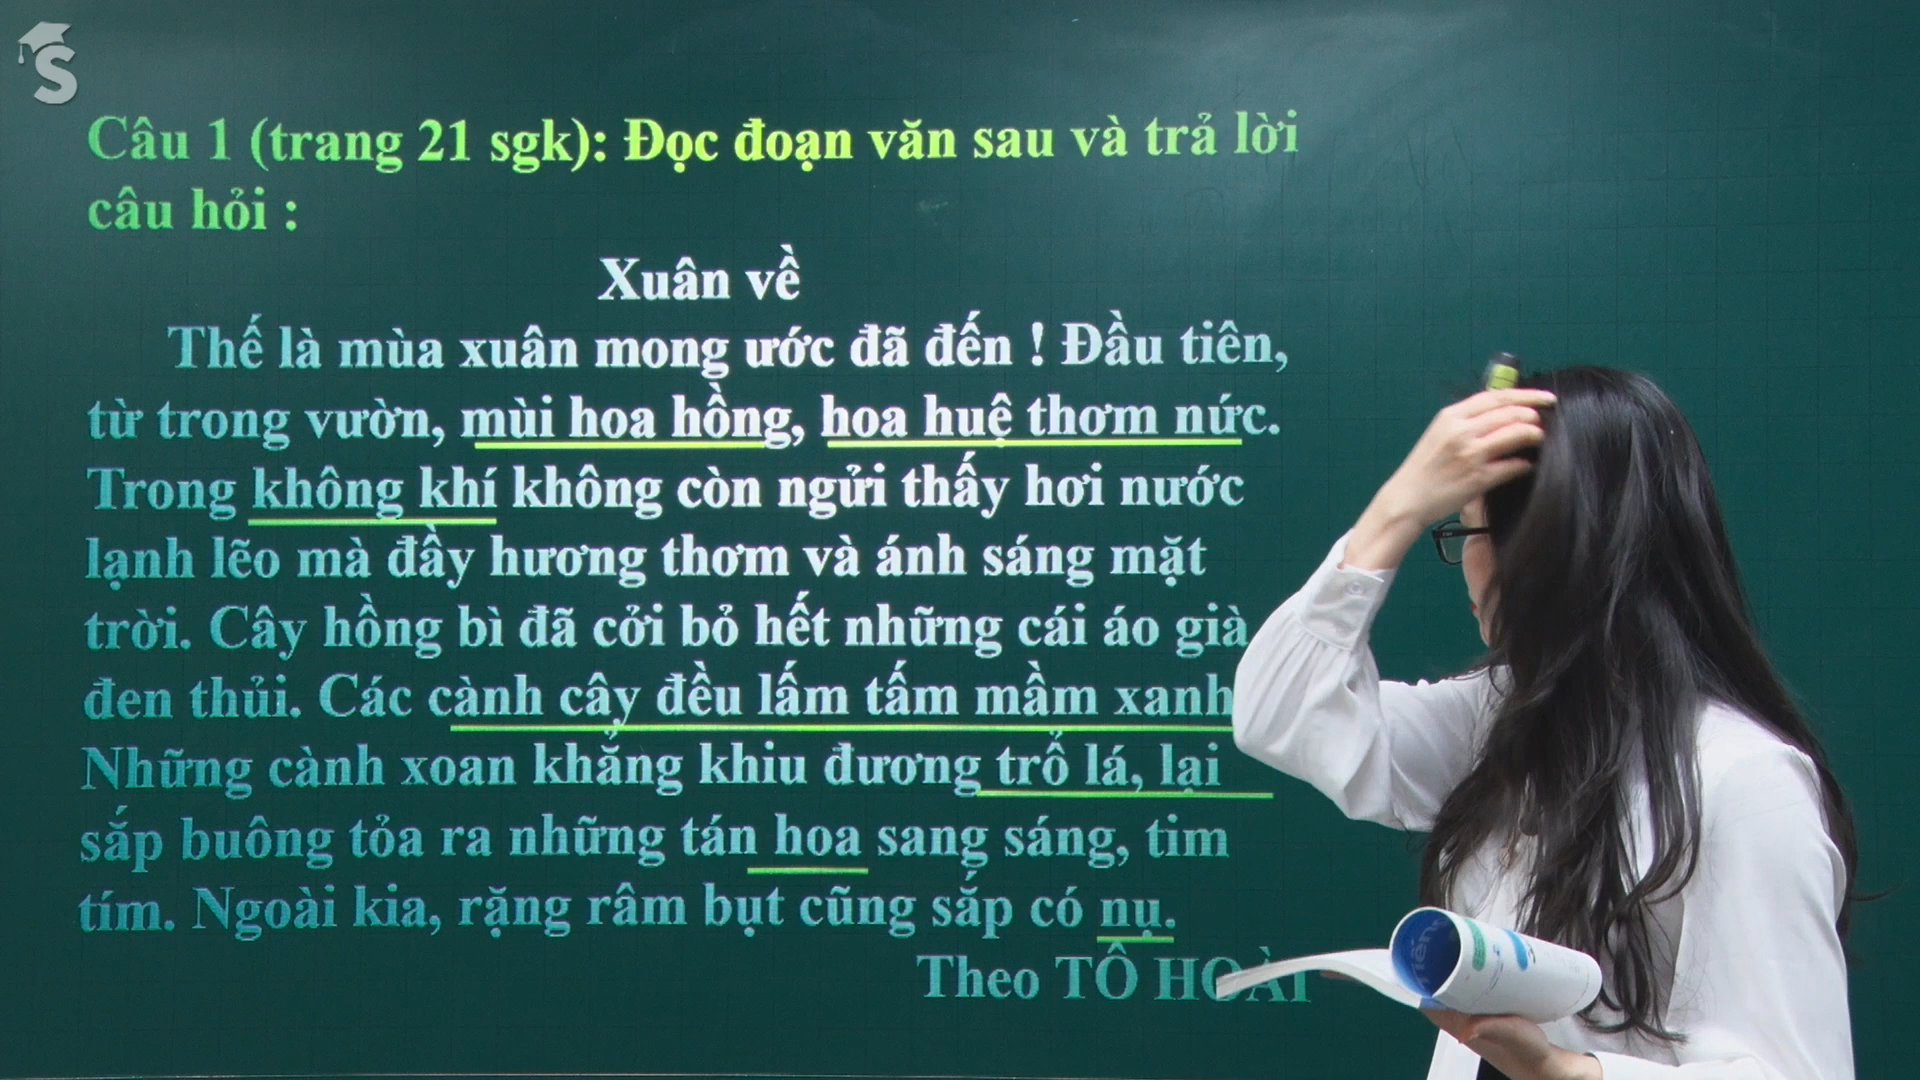 S
Câu 1 (trang 21 sgk): Đọc đoạn văn sau và trả lời
câu hỏi :
Xuân về
Thế là mùa xuân mong ước đã đến ! Đầu tiên,
từ trong vườn, mùi hoa hồng, hoa huệ thơm nức.
Trong không khí không còn ngửi thấy hơi nước
lạnh lẽo mà đầy hương thơm và ánh sáng mặt
trời. Cây hồng bì đã cởi bỏ hết những cái áo già
đen thủi. Các cành cây đều lấm tấm mầm xanh
Những cành xoan khẳng khiu đương trổ lá, lại
sắp buông tỏa ra những tán hoa sang sáng, tim
tím. Ngoài kia, rặng râm bụt cũng sắp có nụ.
Theo TÔ HOÀI